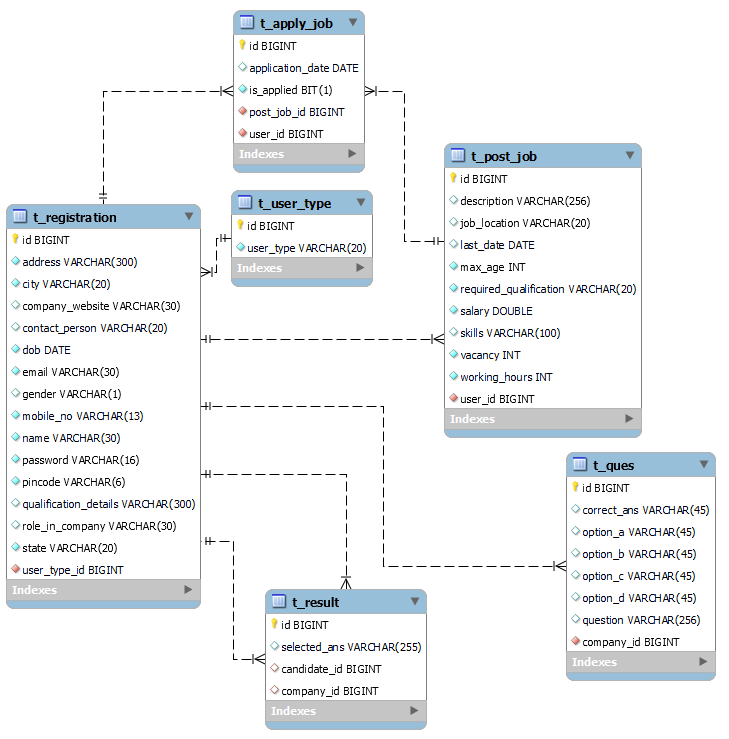 t_apply_job
id BIGINT
application_date DATE
is_applied BIT(1)
post_job_id BIGINT
user_id BIGINT
Indexes
t_post_job
id BIGINT
description VARCHAR(256)
job_location VARCHAR(20)
last_date DATE
max_age INT
required_qualification VARCHAR(20)
salary DOUBLE
skills VARCHAR(100)
vacancy INT
working_hours INT
user_id BIGINT
Indexes
t_user_type
id BIGINT
user_type VARCHAR(20)
Indexes
t_registration
id BIGINT
address VARCHAR(300)
city VARCHAR(20)
company_website VARCHAR(30)
contact_person VARCHAR(20)
dob DATE
email VARCHAR(30)
gender VARCHAR(1)
mobile_no VARCHAR(13)
name VARCHAR(30)
password VARCHAR(16)
pincode VARCHAR(6)
qualification_details VARCHAR(300)
role_in_company VARCHAR(30)
state VARCHAR(20)
user_type_id BIGINT
Indexes
t_ques
id BIGINT
correct_ans VARCHAR(45)
option_a VARCHAR(45)
option_b VARCHAR(45)
option_c VARCHAR(45)
option_d VARCHAR(45)
question VARCHAR(256)
company_id BIGINT
Indexes
t_result
id BIGINT
selected_ans VARCHAR(255)
candidate_id BIGINT
company_id BIGINT
Indexes